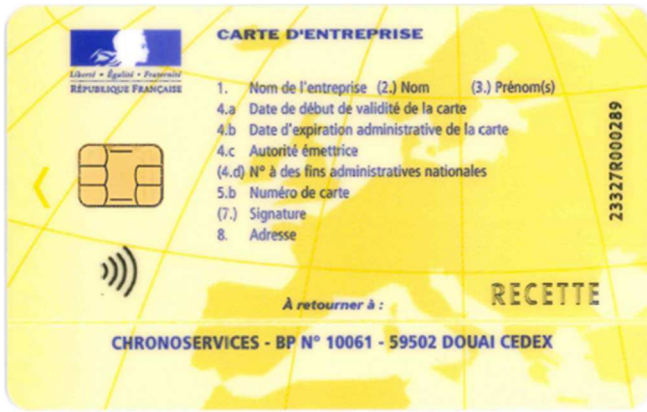 CARTE D'ENTREPRISE
Liberté • Égalité • Fraternité
RÉPUBLIQUE FRANÇAISE
1. Nom de l'entreprise (2.) Nom (3.) Prénom(s)
4.a Date de début de validité de la carte
4.b Date d'expiration administrative de la carte
4.c Autorité émettrice
(4.d) N° à des fins administratives nationales
5.b Numéro de carte
(7.) Signature
8. Adresse
23327R000289
RECETTE
À retourner à :
CHRONOSERVICES - BP N° 10061 - 59502 DOUAI CEDEX